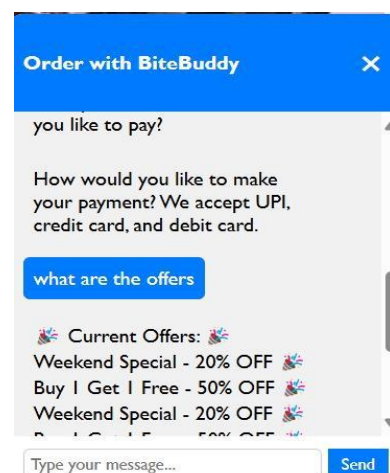 Order with BiteBuddy ×
you like to pay?
How would you like to make
your payment? We accept UPI,
credit card, and debit card.
what are the offers
🎉 Current Offers: 🎉
Weekend Special - 20% OFF 🎉
Buy 1 Get 1 Free - 50% OFF 🎉
Weekend Special - 20% OFF 🎉
Type your message...
Send